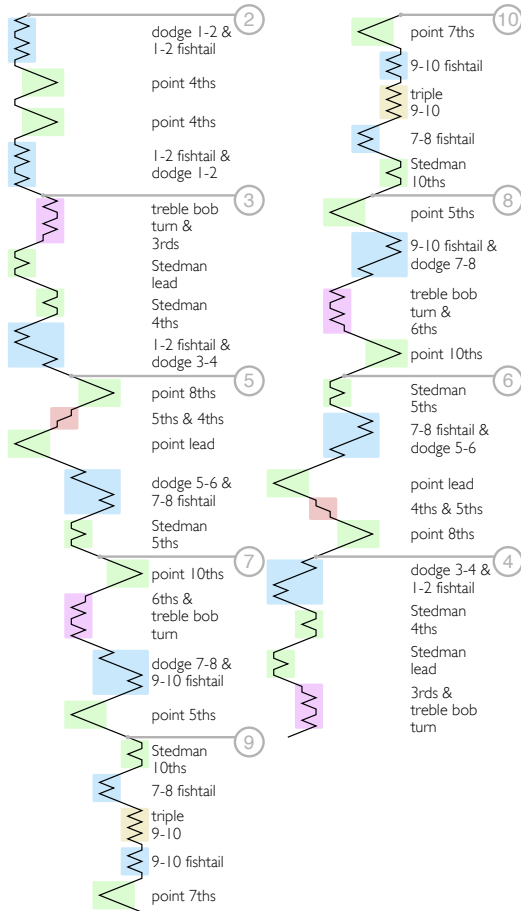 2
dodge 1-2 &
1-2 fishtail
point 4ths
point 4ths
1-2 fishtail &
dodge 1-2
3
treble bob
turn &
3rds
Stedman
lead
Stedman
4ths
1-2 fishtail &
dodge 3-4
5
point 8ths
5ths & 4ths
point lead
dodge 5-6 &
7-8 fishtail
Stedman
5ths
7
point 10ths
6ths &
treble bob
turn
dodge 7-8 &
9-10 fishtail
point 5ths
9
Stedman
10ths
7-8 fishtail
triple
9-10
9-10 fishtail
point 7ths
10
point 7ths
9-10 fishtail
triple
9-10
7-8 fishtail
Stedman
10ths
8
point 5ths
9-10 fishtail &
dodge 7-8
treble bob
turn &
6ths
point 10ths
6
Stedman
5ths
7-8 fishtail &
dodge 5-6
point lead
4ths & 5ths
point 8ths
4
dodge 3-4 &
1-2 fishtail
Stedman
4ths
Stedman
lead
3rds &
treble bob
turn